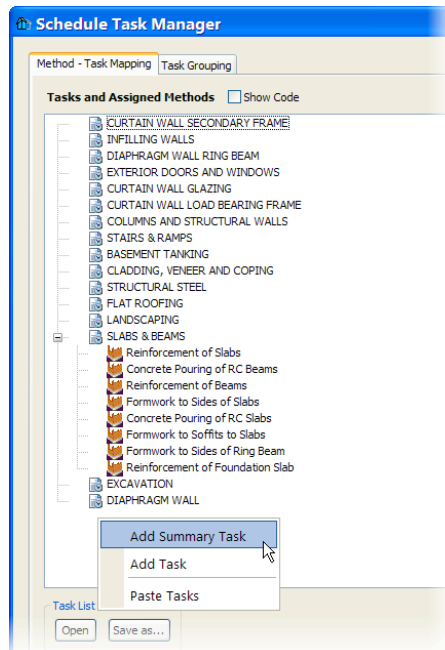 Schedule Task Manager
Method - Task Mapping Task Grouping
Tasks and Assigned Methods Show Code
CURTAIN WALL SECONDARY FRAME
INFILLING WALLS
DIAPHRAGM WALL RING BEAM
EXTERIOR DOORS AND WINDOWS
CURTAIN WALL GLAZING
CURTAIN WALL LOAD BEARING FRAME
COLUMNS AND STRUCTURAL WALLS
STAIRS & RAMPS
BASEMENT TANKING
CLADDING, VENEER AND COPING
STRUCTURAL STEEL
FLAT ROOFING
LANDSCAPING
SLABS & BEAMS
Reinforcement of Slabs
Concrete Pouring of RC Beams
Reinforcement of Beams
Formwork to Sides of Slabs
Concrete Pouring of RC Slabs
Formwork to Soffits to Slabs
Formwork to Sides of Ring Beam
Reinforcement of Foundation Slab
EXCAVATION
DIAPHRAGM WALL
Add Summary Task
Add Task
Paste Tasks
Task List
Open Save as...